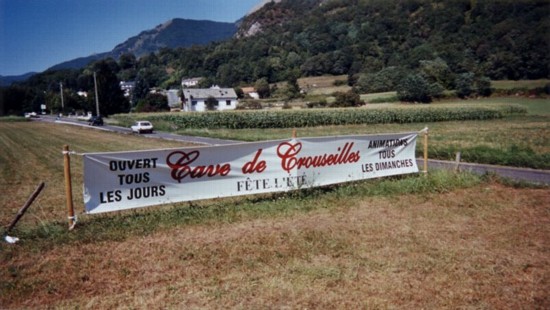 OUVERT
TOUS
LES JOURS
Cave de Crouseilles
FÊTE L'ÉTÉ
ANIMATIONS
TOUS
LES DIMANCHES